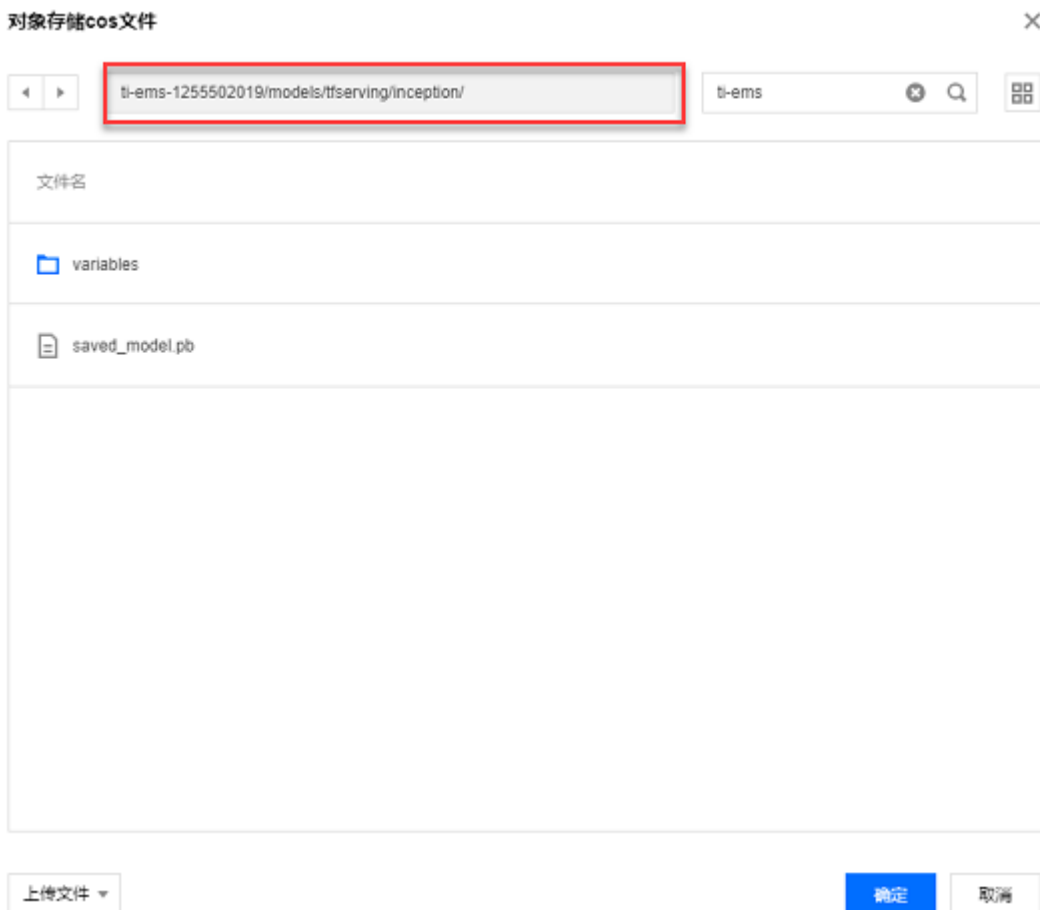 对象存储cos文件
ti-ems-1255502019/models/tfserving/inception/
ti-ems
文件名
variables
saved_model.pb
上传文件
确定
取消